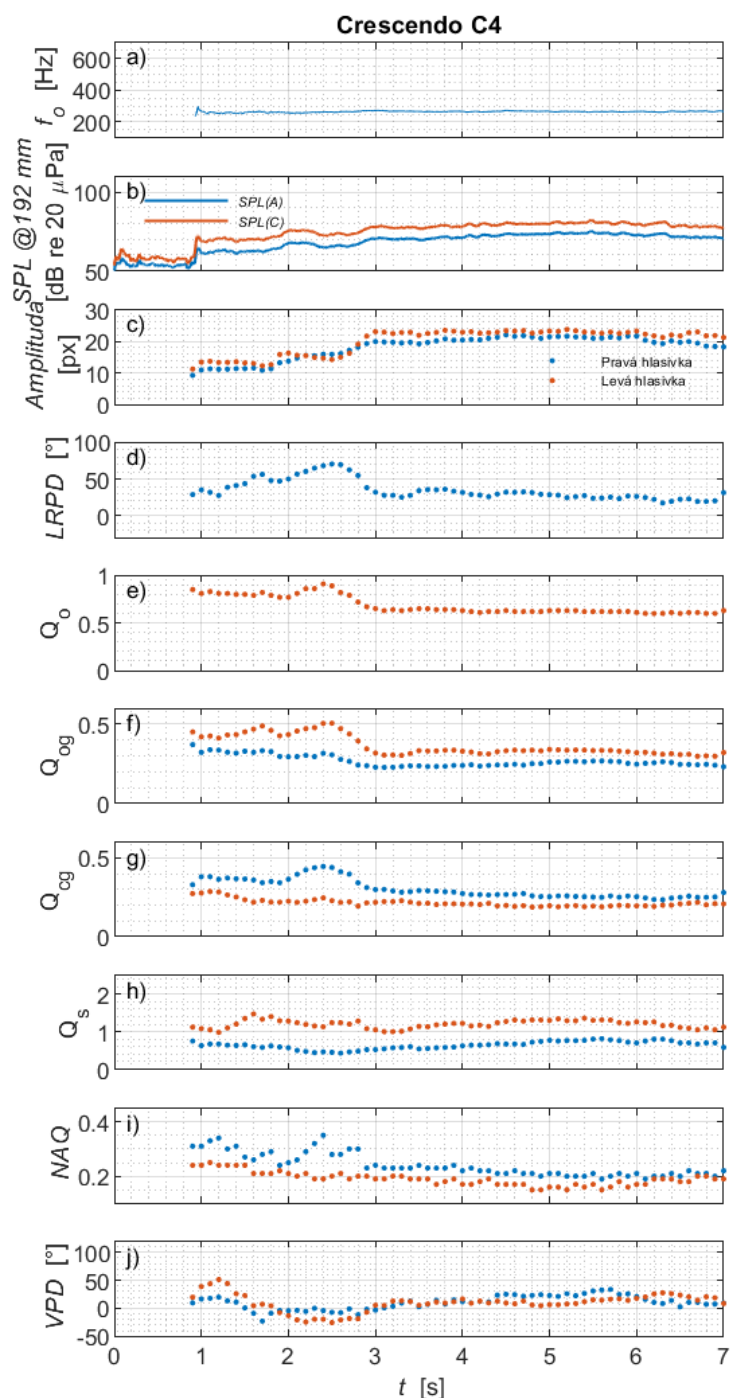 Crescendo C4
a)
f_o [Hz]
600
400
200
b)
SPL @192 mm
[dB re 20 μPa]
100
50
SPL(A)
SPL(C)
c)
Amplituda
[px]
30
20
10
0
Pravá hlasivka
Levá hlasivka
d)
LRPD [°]
100
50
0
e)
Q_o
1
0.5
0
f)
Q_og
0.5
0
g)
Q_cg
0.5
0
h)
Q_s
2
1
0
i)
NAQ
0.4
0.2
j)
VPD [°]
100
50
0
-50
0 1 2 3 4 5 6 7
t [s]